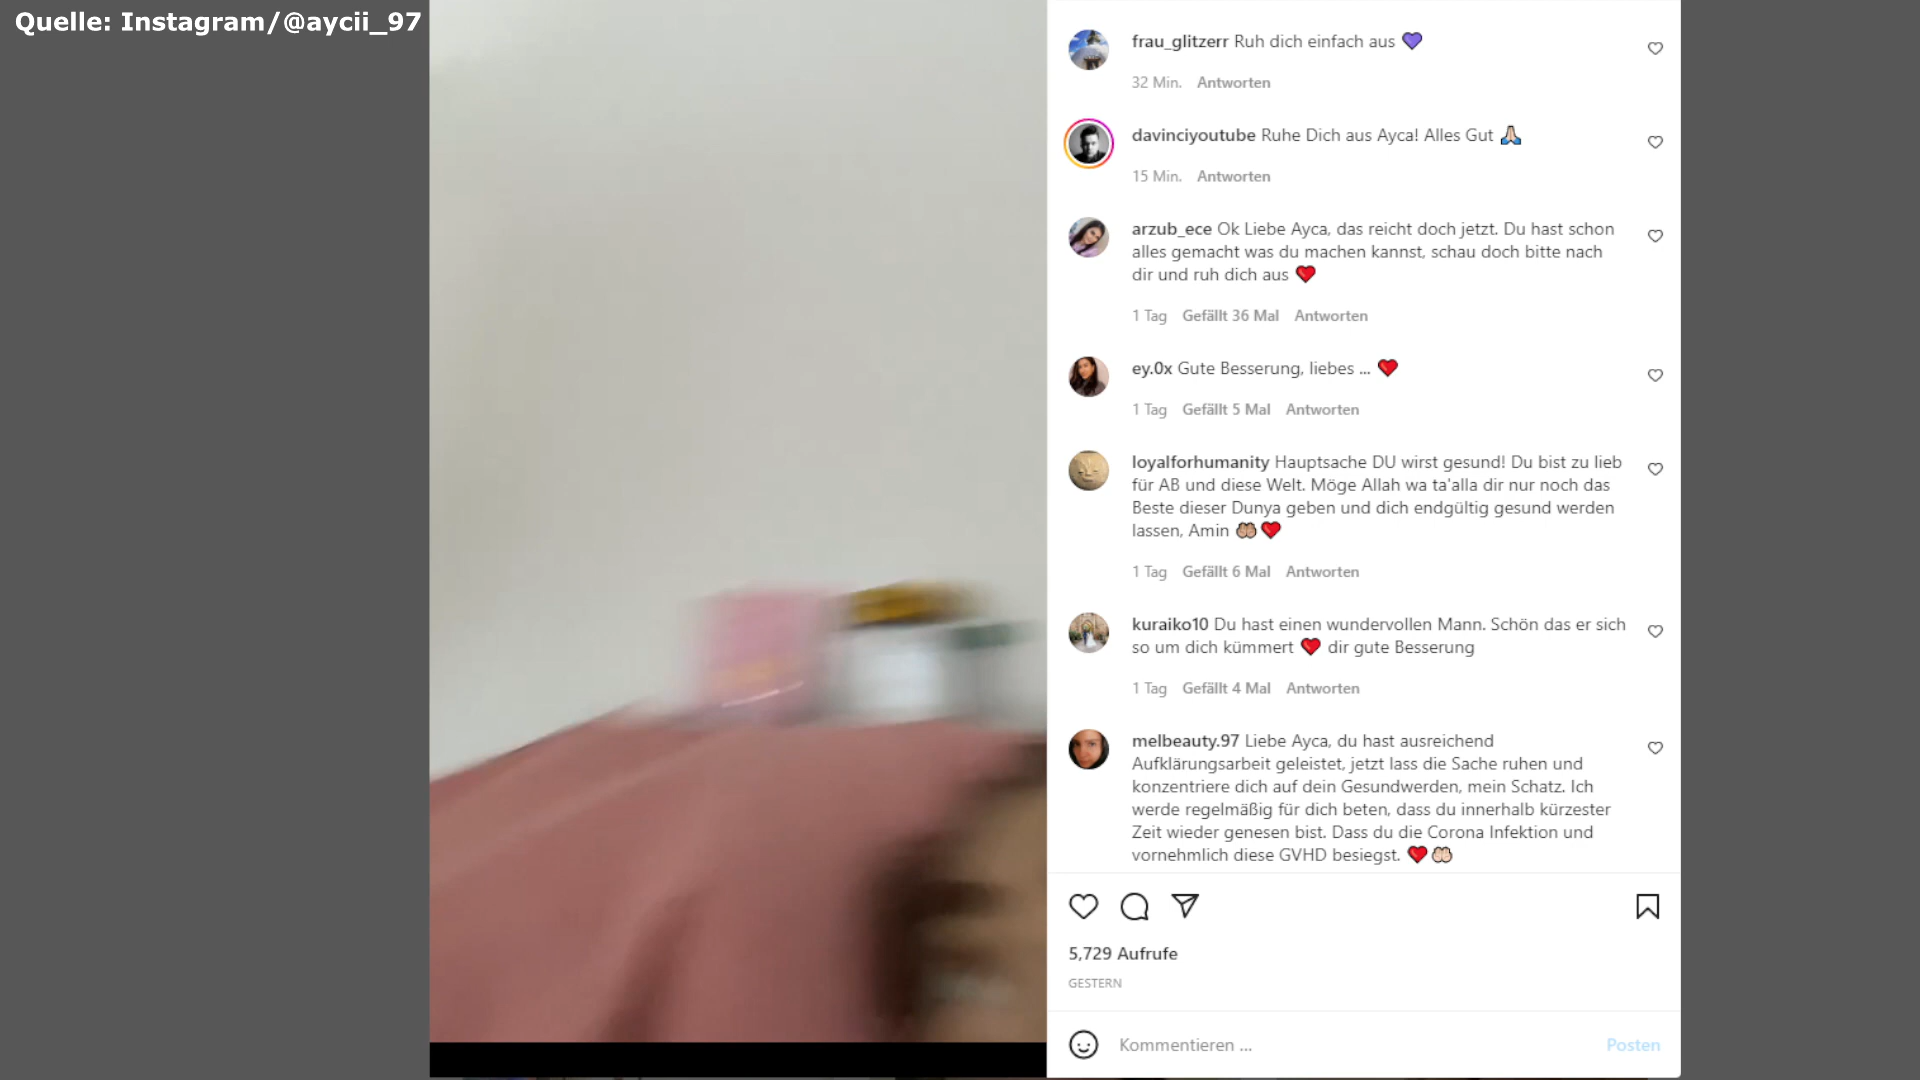 Quelle: Instagram/@aycii_97
frau_glitzerr Ruh dich einfach aus 💜
32 Min. Antworten
davinciyoutube Ruhe Dich aus Ayca! Alles Gut 🙏🏻
15 Min. Antworten
arzub_ece Ok Liebe Ayca, das reicht doch jetzt. Du hast schon
alles gemacht was du machen kannst, schau doch bitte nach
dir und ruh dich aus ❤️
1 Tag Gefällt 36 Mal Antworten
ey.0x Gute Besserung, liebes ... ❤️
1 Tag Gefällt 5 Mal Antworten
loyalforhumanity Hauptsache DU wirst gesund! Du bist zu lieb
für AB und diese Welt. Möge Allah wa ta'alla dir nur noch das
Beste dieser Dunya geben und dich endgültig gesund werden
lassen, Amin 🤲🏽❤️
1 Tag Gefällt 6 Mal Antworten
kuraiko10 Du hast einen wundervollen Mann. Schön das er sich
so um dich kümmert ❤️ dir gute Besserung
1 Tag Gefällt 4 Mal Antworten
melbeauty.97 Liebe Ayca, du hast ausreichend
Aufklärungsarbeit geleistet, jetzt lass die Sache ruhen und
konzentriere dich auf dein Gesundwerden, mein Schatz. Ich
werde regelmäßig für dich beten, dass du innerhalb kürzester
Zeit wieder genesen bist. Dass du die Corona Infektion und
vornehmlich diese GVHD besiegst. ❤️🤲🏻
5,729 Aufrufe
GESTERN
Kommentieren ...
Posten